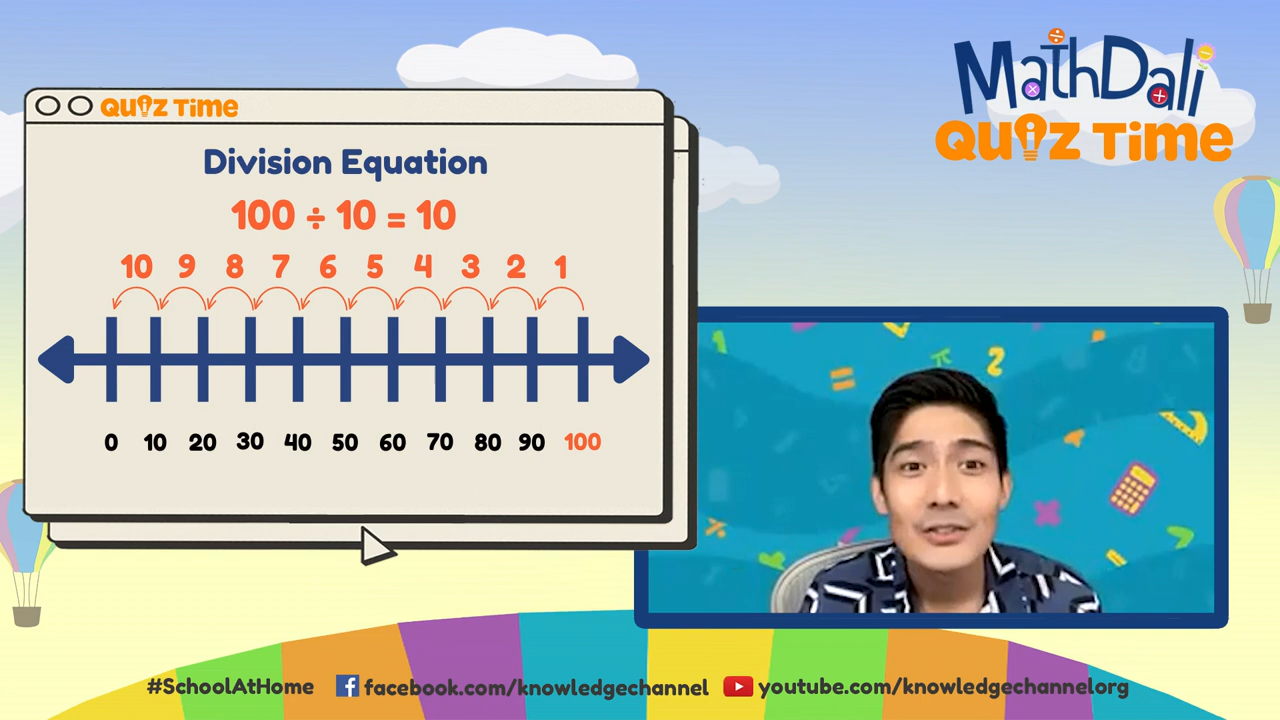 MathDali
QUIZ TIME
QUIZ TIME
Division Equation
100 ÷ 10 = 10
10 9 8 7 6 5 4 3 2 1
0 10 20 30 40 50 60 70 80 90 100
π 2
1
#SchoolAtHome facebook.com/knowledgechannel youtube.com/knowledgechannelorg